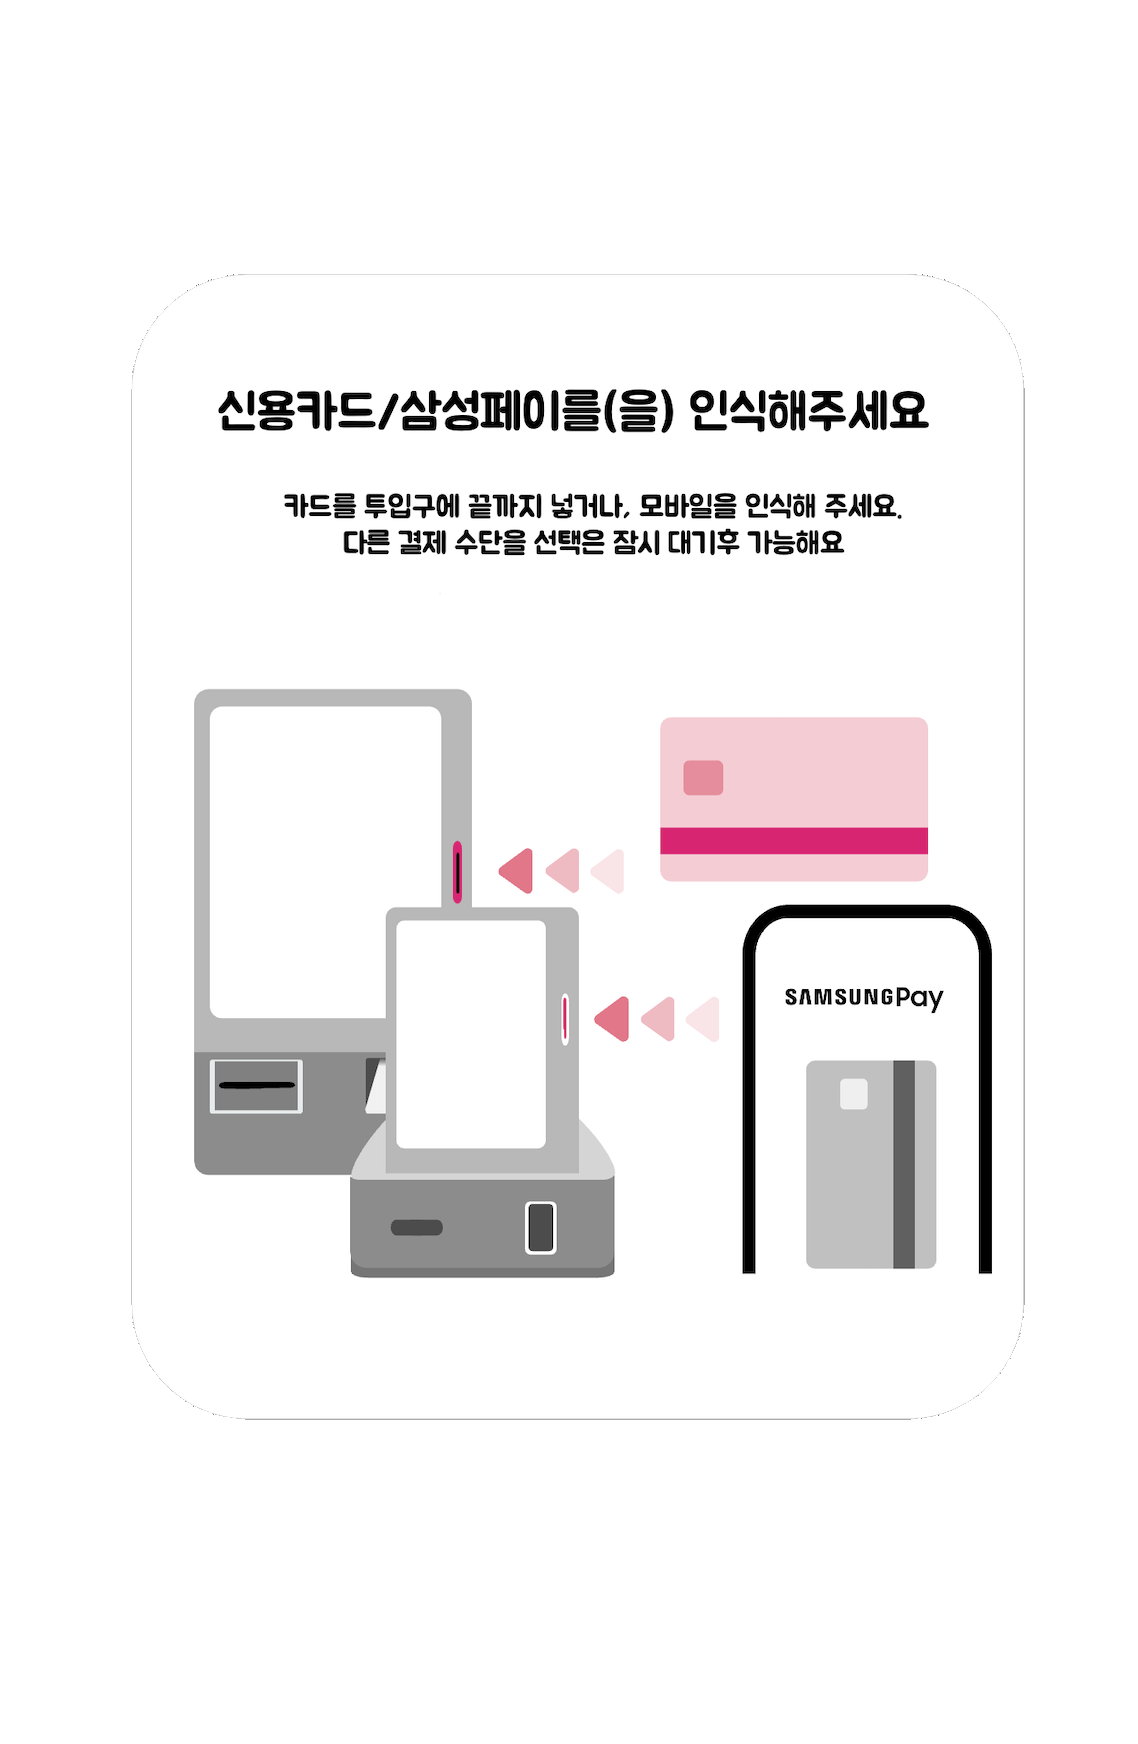 신용카드/삼성페이를(을) 인식해주세요
카드를 투입구에 끝까지 넣거나, 모바일을 인식해 주세요.
다른 결제 수단을 선택은 잠시 대기후 가능해요
SAMSUNG Pay